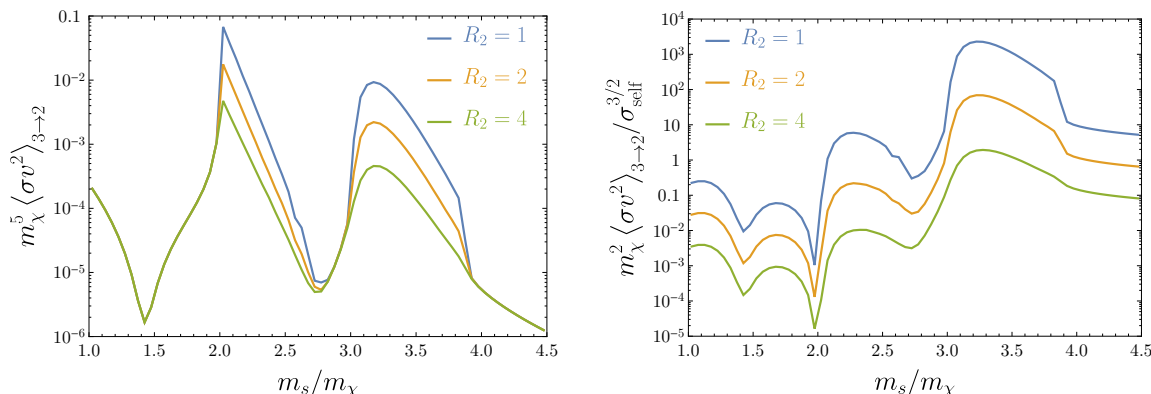 0.1
10^{-2}
10^{-3}
10^{-4}
10^{-5}
10^{-6}
m_χ^5 ⟨σv^2⟩_{3→2}
R_2 = 1
R_2 = 2
R_2 = 4
1.0 1.5 2.0 2.5 3.0 3.5 4.0 4.5
m_s/m_χ
10^4
10^3
10^2
10
1
0.1
10^{-2}
10^{-3}
10^{-4}
10^{-5}
m_χ^2 ⟨σv^2⟩_{3→2}/σ_{self}^{3/2}
R_2 = 1
R_2 = 2
R_2 = 4
1.0 1.5 2.0 2.5 3.0 3.5 4.0 4.5
m_s/m_χ